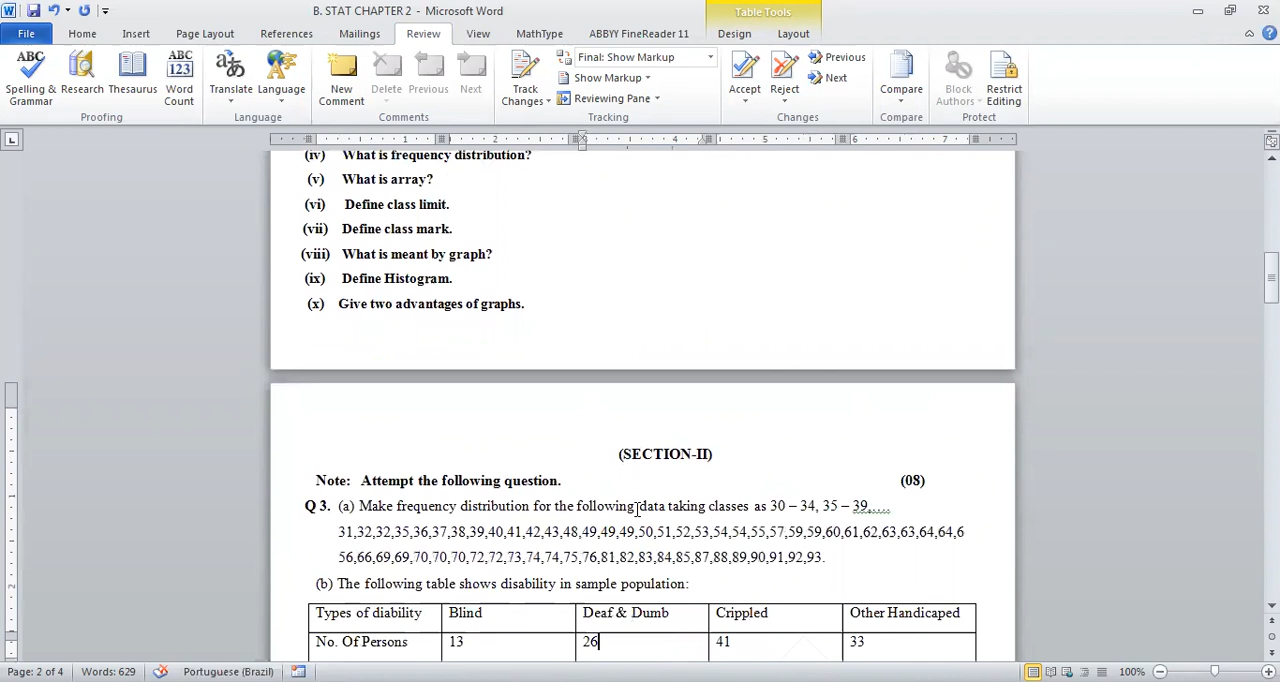 B. STAT CHAPTER 2 - Microsoft Word
Table Tools
File Home Insert Page Layout References Mailings Review View MathType ABBYY FineReader 11 Design Layout
Spelling & Grammar
Research
Thesaurus
Word Count
Translate
Language
New Comment
Delete
Previous
Next
Track Changes
Final: Show Markup
Show Markup
Reviewing Pane
Accept
Reject
Previous
Next
Compare
Block Authors
Restrict Editing
Proofing Language Comments Tracking Changes Compare Protect
1 2 3 4 5 6 7
(iv) What is frequency distribution?
(v) What is array?
(vi) Define class limit.
(vii) Define class mark.
(viii) What is meant by graph?
(ix) Define Histogram.
(x) Give two advantages of graphs.
(SECTION-II)
Note: Attempt the following question. (08)
Q 3. (a) Make frequency distribution for the following data taking classes as 30 – 34, 35 – 39,....
31,32,32,35,36,37,38,39,40,41,42,43,48,49,49,49,50,51,52,53,54,54,55,57,59,59,60,61,62,63,63,64,64,6
56,66,69,69,70,70,70,72,72,73,74,74,75,76,81,82,83,84,85,87,88,89,90,91,92,93.
(b) The following table shows disability in sample population:
Types of diability Blind Deaf & Dumb Crippled Other Handicaped
No. Of Persons 13 26 41 33
Page: 2 of 4 Words: 629 Portuguese (Brazil) 100%